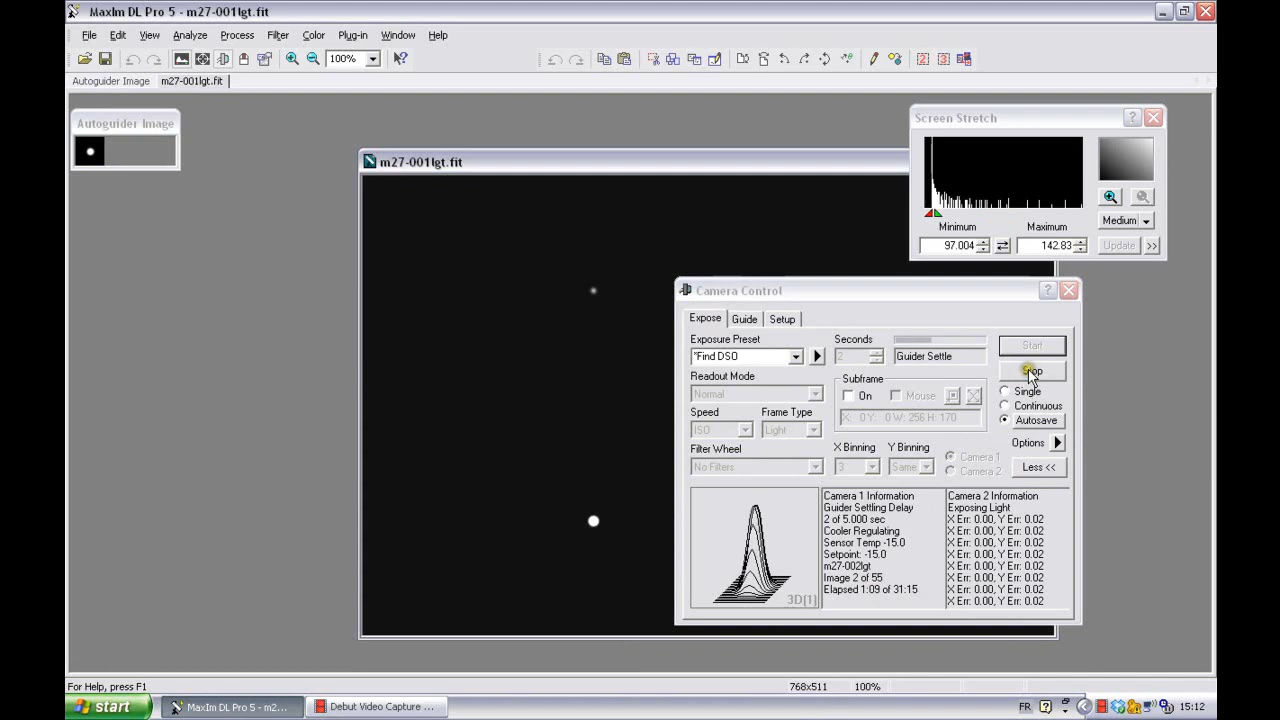 MaxIm DL Pro 5 - m27-001lgt.fit
File Edit View Analyze Process Filter Color Plug-in Window Help
100%
Autoguider Image m27-001lgt.fit
Autoguider Image
m27-001lgt.fit
Screen Stretch
Minimum Maximum
97.004 142.83
Medium
Update >>
Camera Control
Expose Guide Setup
Exposure Preset
*Find DSO
Seconds
2
Guider Settle
Start
Stop
Readout Mode
Normal
Subframe
On Mouse
X: 0 Y: 0 W: 256 H: 170
Single
Continuous
Autosave
Speed Frame Type
ISO Light
Options
Filter Wheel
No Filters
X Binning Y Binning
3 Same
Camera 1
Camera 2
Less <<
3D[1]
Camera 1 Information
Guider Settling Delay
2 of 5.000 sec
Cooler Regulating
Sensor Temp -15.0
Setpoint: -15.0
m27-002lgt
Image 2 of 55
Elapsed 1:09 of 31:15
Camera 2 Information
Exposing Light
X Err: 0.00, Y Err: 0.02
X Err: 0.00, Y Err: 0.02
X Err: 0.00, Y Err: 0.02
X Err: 0.00, Y Err: 0.02
X Err: 0.00, Y Err: 0.02
X Err: 0.00, Y Err: 0.02
X Err: 0.00, Y Err: 0.02
X Err: 0.00, Y Err: 0.02
For Help, press F1
768x511 100%
start
MaxIm DL Pro 5 - m2...
Debut Video Capture ...
FR
15:12